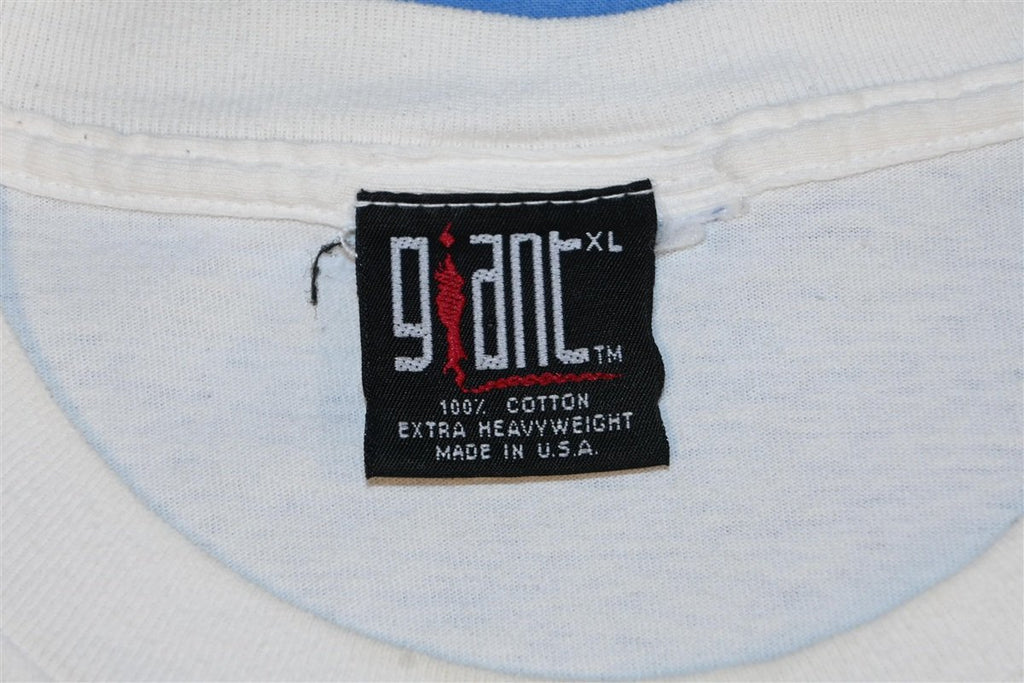 giant XL
TM
100% COTTON
EXTRA HEAVYWEIGHT
MADE IN U.S.A.